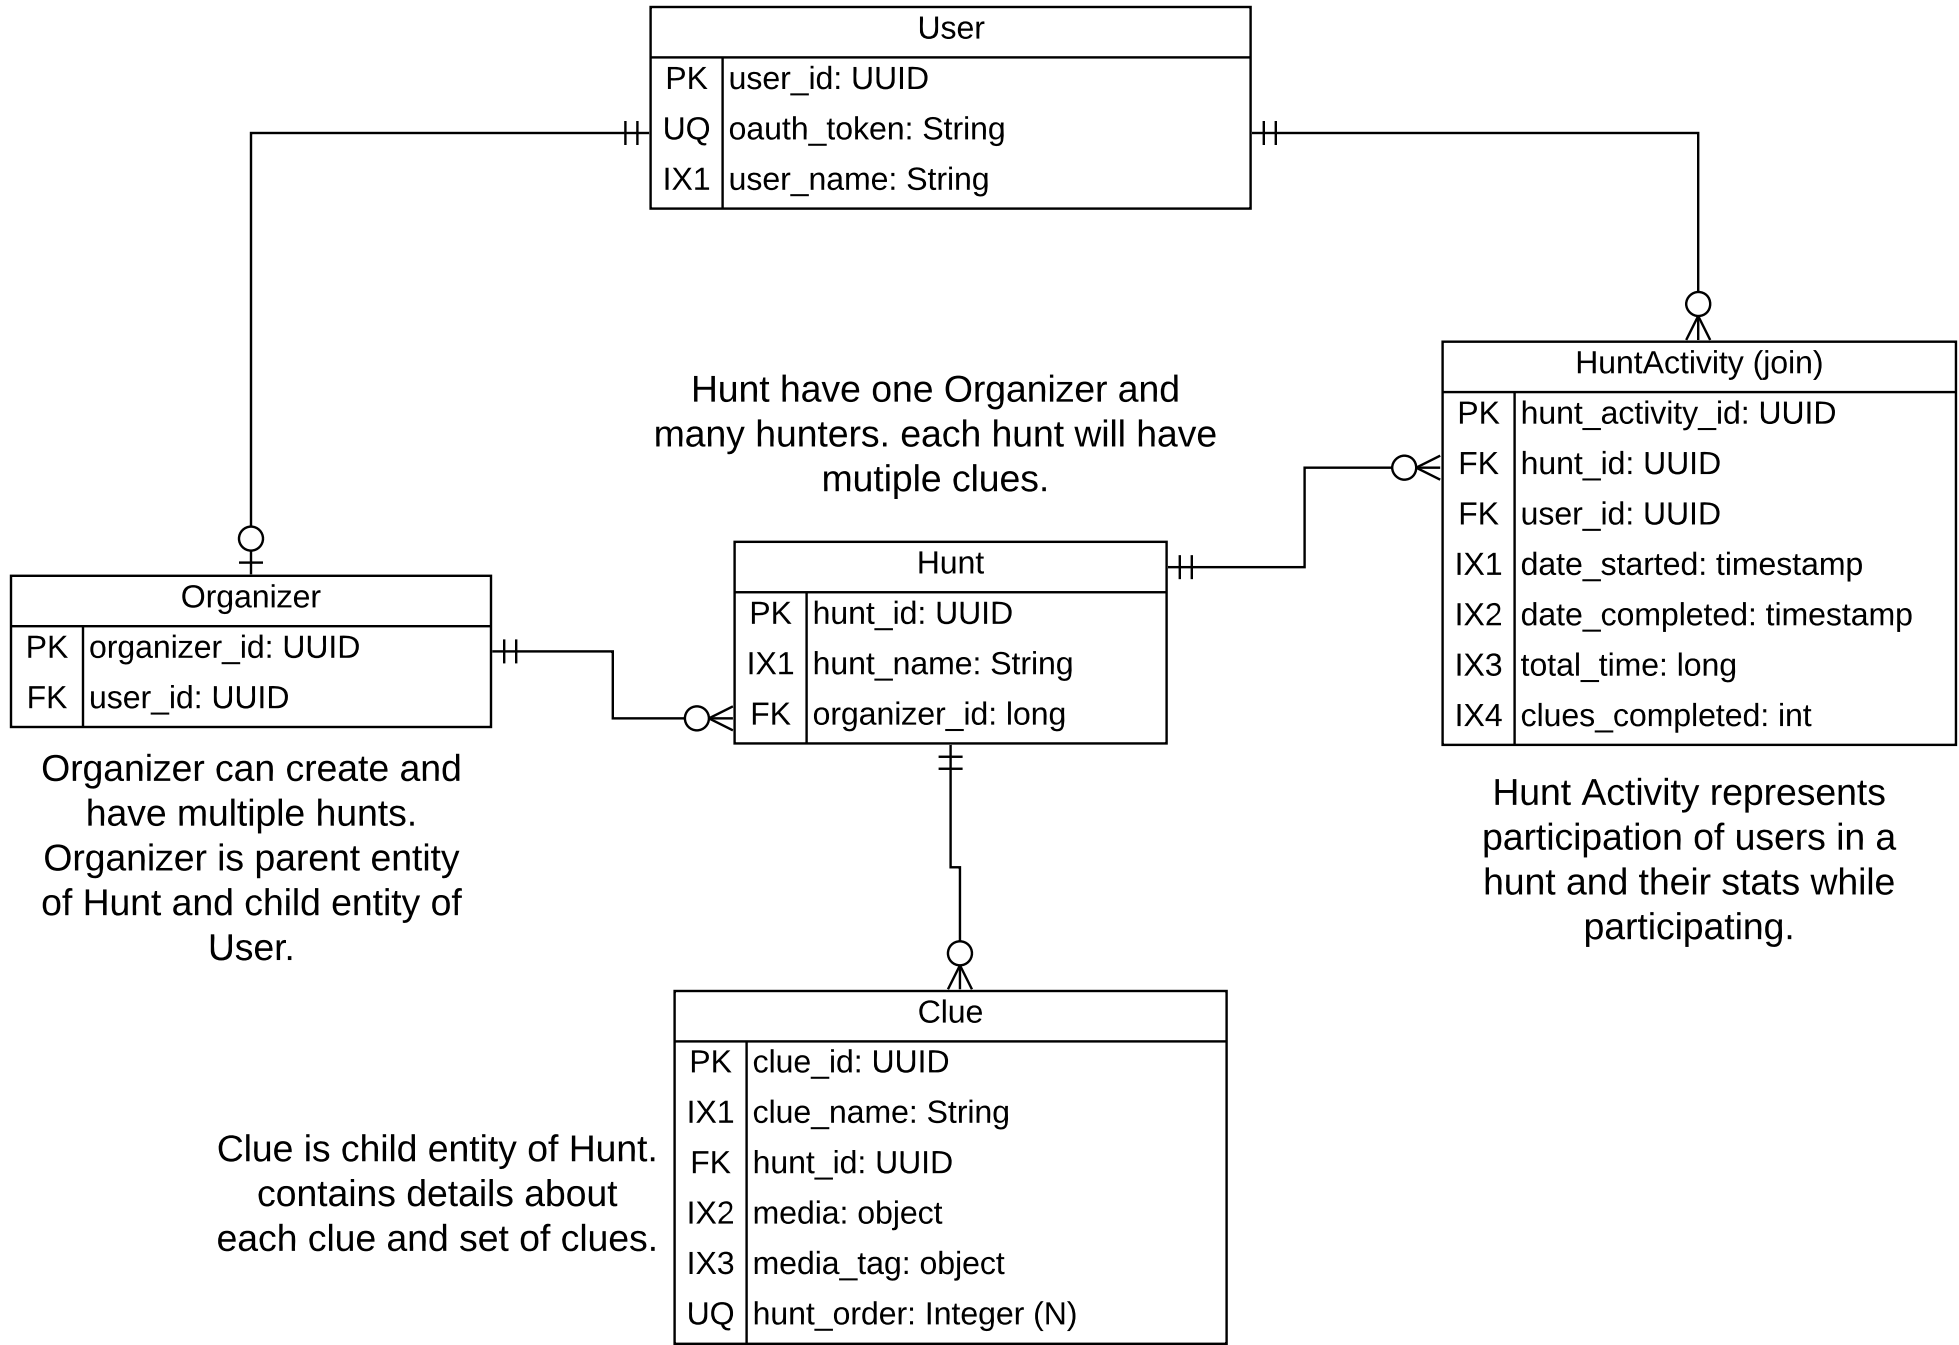 User
PK user_id: UUID
UQ oauth_token: String
IX1 user_name: String
Hunt have one Organizer and
many hunters. each hunt will have
mutiple clues.
HuntActivity (join)
PK hunt_activity_id: UUID
FK hunt_id: UUID
FK user_id: UUID
IX1 date_started: timestamp
IX2 date_completed: timestamp
IX3 total_time: long
IX4 clues_completed: int
Hunt Activity represents
participation of users in a
hunt and their stats while
participating.
Organizer
PK organizer_id: UUID
FK user_id: UUID
Organizer can create and
have multiple hunts.
Organizer is parent entity
of Hunt and child entity of
User.
Hunt
PK hunt_id: UUID
IX1 hunt_name: String
FK organizer_id: long
Clue
PK clue_id: UUID
IX1 clue_name: String
FK hunt_id: UUID
IX2 media: object
IX3 media_tag: object
UQ hunt_order: Integer (N)
Clue is child entity of Hunt.
contains details about
each clue and set of clues.